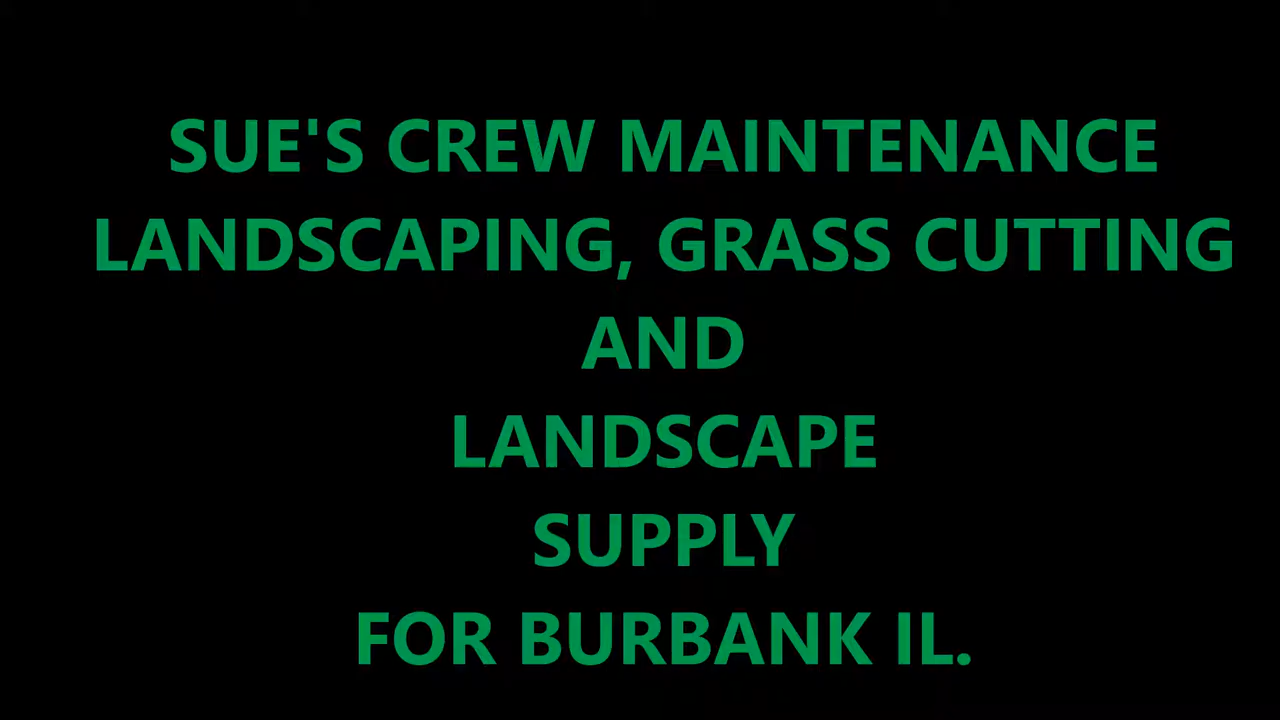 SUE'S CREW MAINTENANCE
LANDSCAPING, GRASS CUTTING
AND
LANDSCAPE
SUPPLY
FOR BURBANK IL.